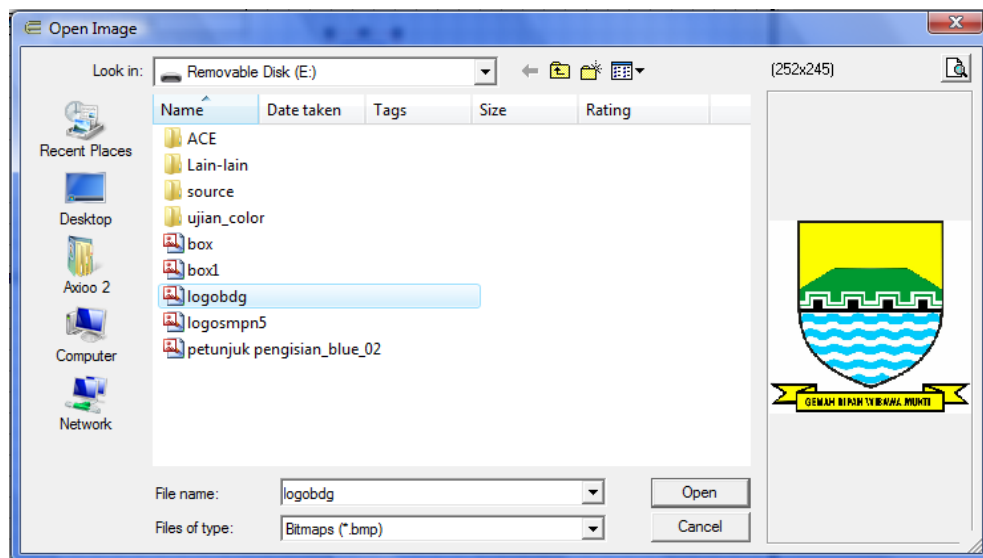 Open Image
Look in: Removable Disk (E:) (252x245)
Name Date taken Tags Size Rating
Recent Places
Desktop
Axioo 2
Computer
Network
ACE
Lain-lain
source
ujian_color
box
box1
logobdg
logosmpn5
petunjuk pengisian_blue_02
GEMAH RIPAH WIBAWA MUKTI
File name: logobdg Open
Files of type: Bitmaps (*.bmp) Cancel